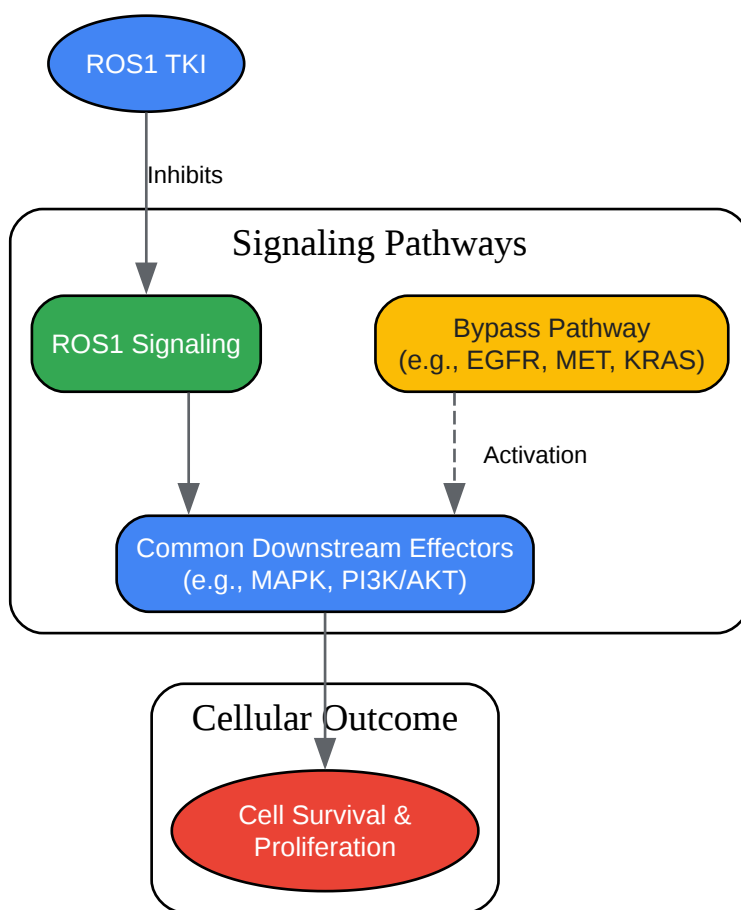 ROS1 TKI
Inhibits
Signaling Pathways
ROS1 Signaling
Bypass Pathway
(e.g., EGFR, MET, KRAS)
Activation
Common Downstream Effectors
(e.g., MAPK, PI3K/AKT)
Cellular Outcome
Cell Survival &
Proliferation